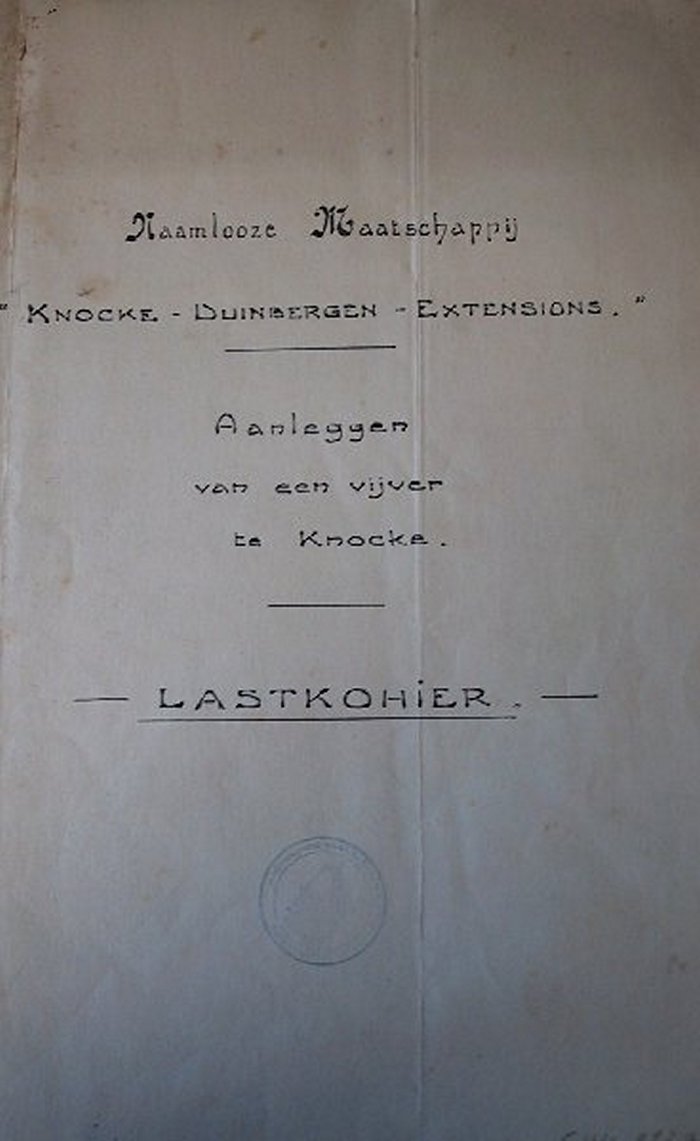 Naamlooze Maatschappij
" KNOCKE - DUINBERGEN - EXTENSIONS. "
Aanleggen
van een vijver
te Knocke.
— LASTKOHiER. —